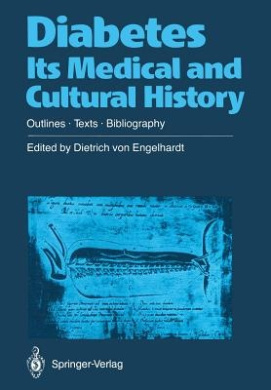 Diabetes
Its Medical and
Cultural History
Outlines · Texts · Bibliography
Edited by Dietrich von Engelhardt
Springer-Verlag